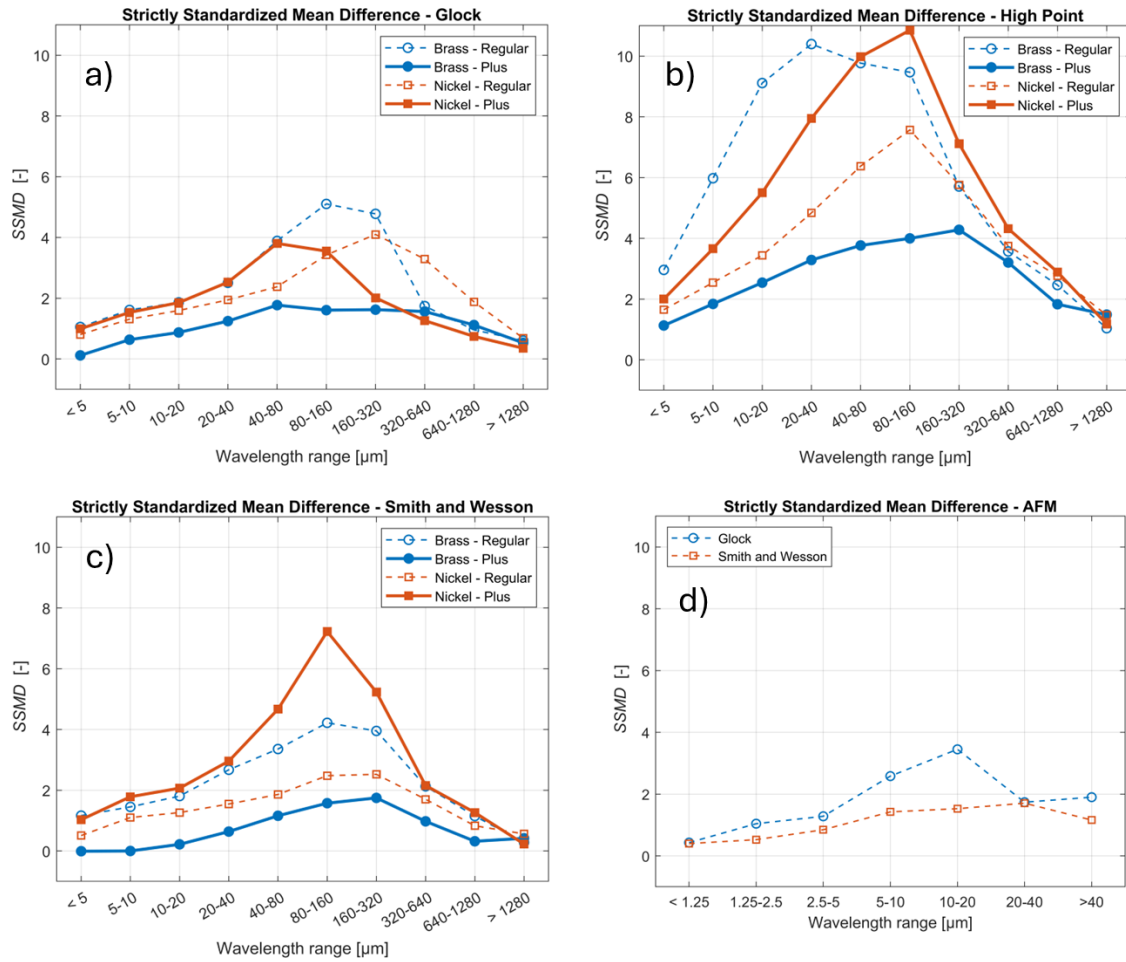 Strictly Standardized Mean Difference - Glock
a)
Brass - Regular
Brass - Plus
Nickel - Regular
Nickel - Plus
10
8
6
4
2
0
SSMD [-]
< 5
5-10
10-20
20-40
40-80
80-160
160-320
320-640
640-1280
> 1280
Wavelength range [µm]
Strictly Standardized Mean Difference - High Point
b)
Brass - Regular
Brass - Plus
Nickel - Regular
Nickel - Plus
10
8
6
4
2
0
SSMD [-]
< 5
5-10
10-20
20-40
40-80
80-160
160-320
320-640
640-1280
> 1280
Wavelength range [µm]
Strictly Standardized Mean Difference - Smith and Wesson
c)
Brass - Regular
Brass - Plus
Nickel - Regular
Nickel - Plus
10
8
6
4
2
0
SSMD [-]
< 5
5-10
10-20
20-40
40-80
80-160
160-320
320-640
640-1280
> 1280
Wavelength range [µm]
Strictly Standardized Mean Difference - AFM
Glock
Smith and Wesson
d)
10
8
6
4
2
0
SSMD [-]
< 1.25
1.25-2.5
2.5-5
5-10
10-20
20-40
>40
Wavelength range [µm]